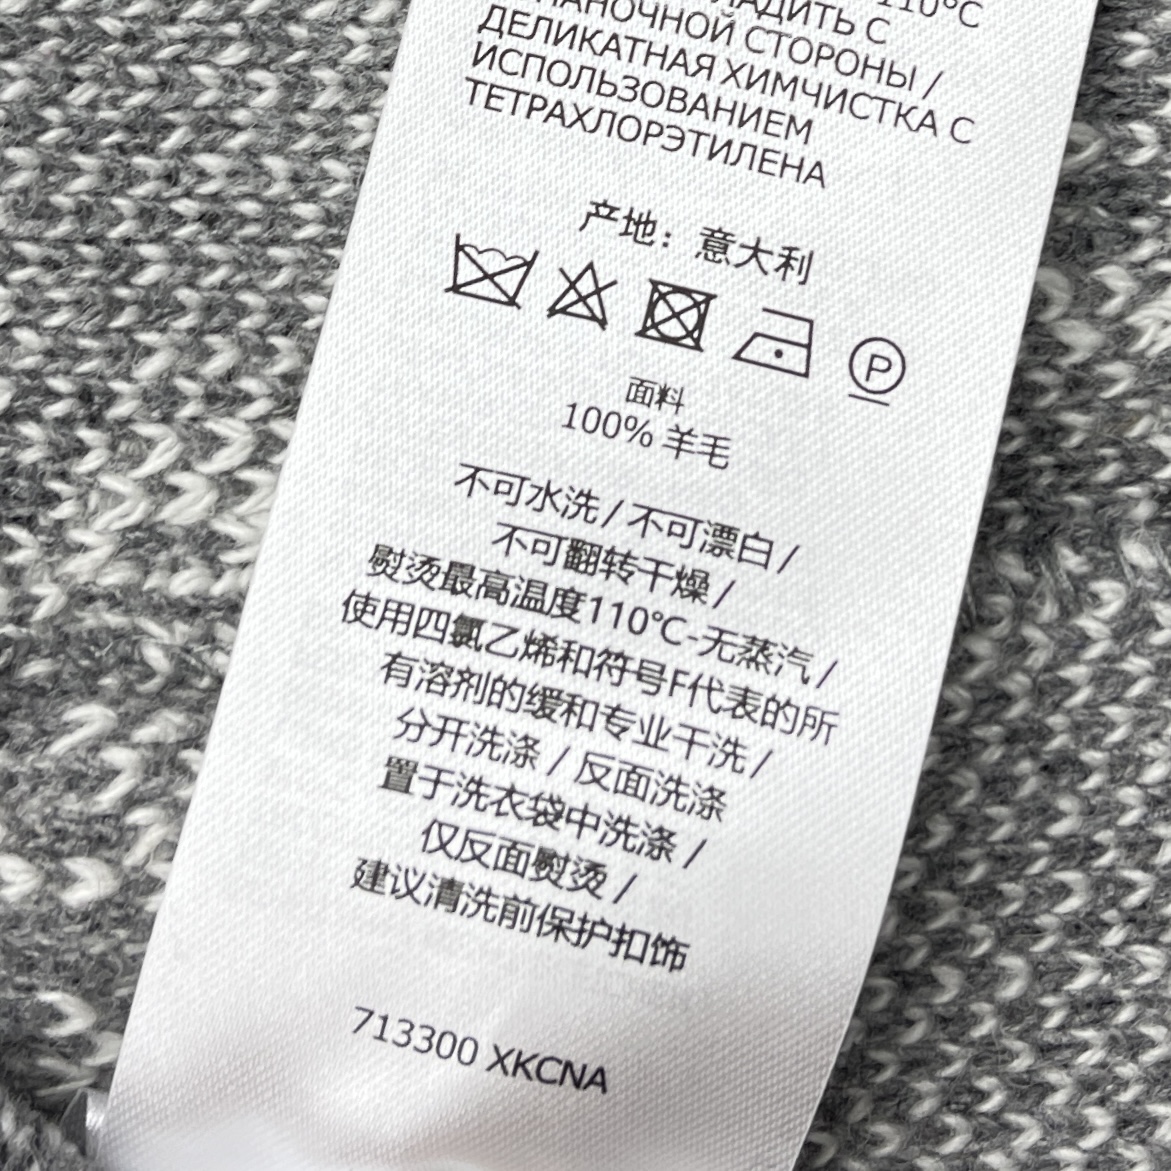 110°C
ЛАДИТЬ С
ИЗНАНОЧНОЙ СТОРОНЫ /
ДЕЛИКАТНАЯ ХИМЧИСТКА С
ИСПОЛЬЗОВАНИЕМ
ТЕТРАХЛОРЭТИЛЕНА
产地：意大利
P
面料
100% 羊毛
不可水洗 / 不可漂白 /
不可翻转干燥 /
熨烫最高温度110°C-无蒸汽 /
使用四氯乙烯和符号F代表的所
有溶剂的缓和专业干洗 /
分开洗涤 / 反面洗涤
置于洗衣袋中洗涤 /
仅反面熨烫 /
建议清洗前保护扣饰
713300 XKCNA